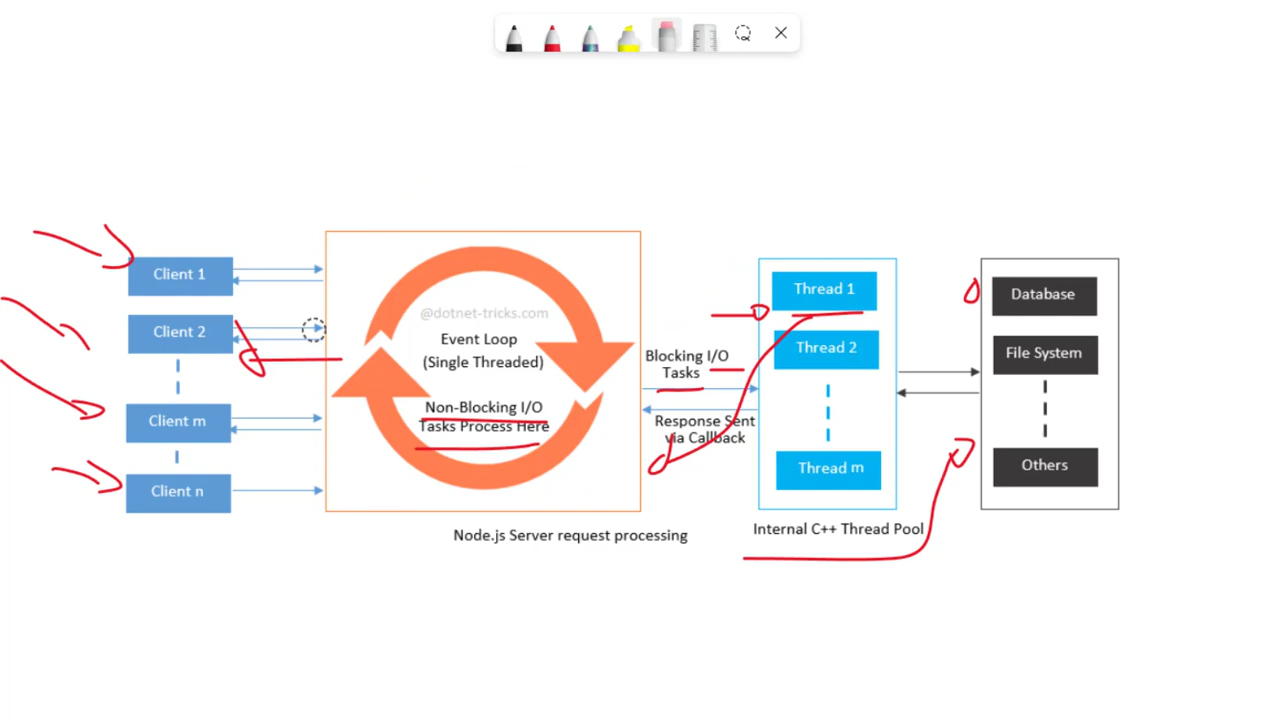 Client 1
Client 2
Client m
Client n
@dotnet-tricks.com
Event Loop
(Single Threaded)
Non-Blocking I/O
Tasks Process Here
Node.js Server request processing
Blocking I/O
Tasks
Response Sent
via Callback
Thread 1
Thread 2
Thread m
Internal C++ Thread Pool
Database
File System
Others